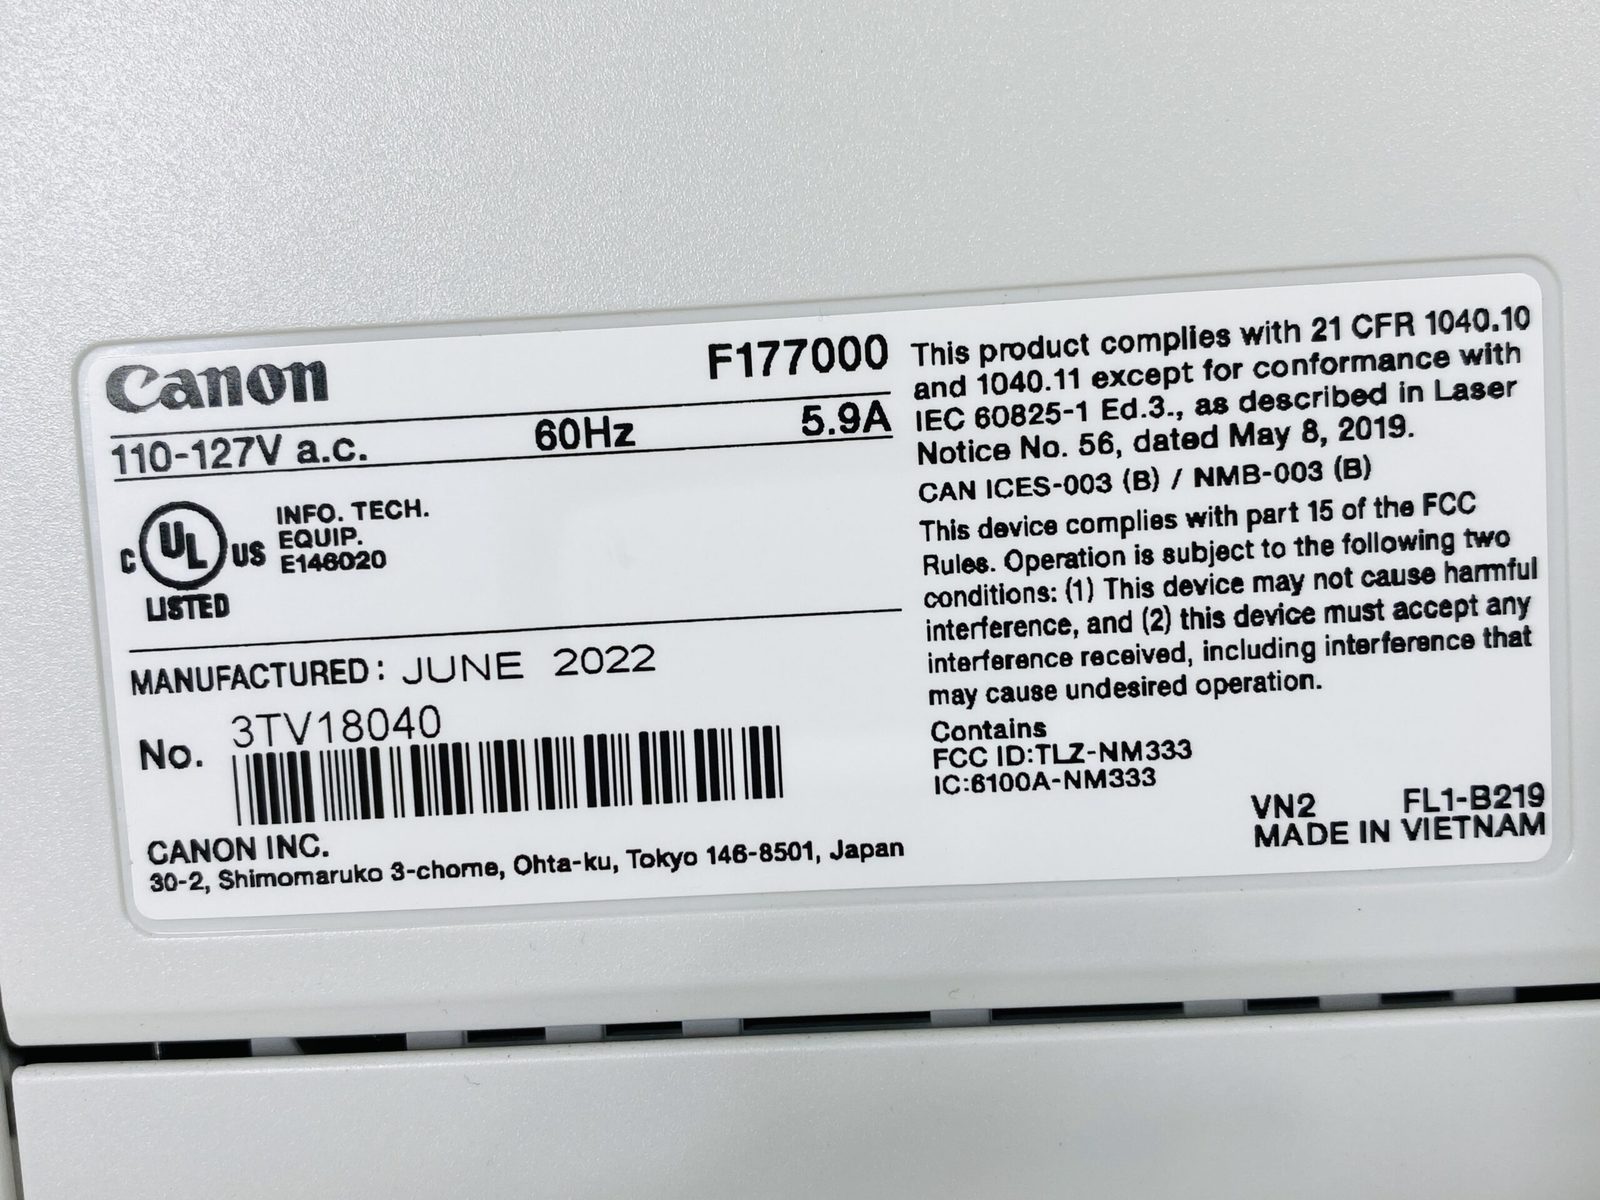 Canon F177000
110-127V a.c. 60Hz 5.9A
C UL US
LISTED
INFO. TECH.
EQUIP.
E146020
MANUFACTURED: JUNE 2022
No. 3TV18040
CANON INC.
30-2, Shimomaruko 3-chome, Ohta-ku, Tokyo 146-8501, Japan
This product complies with 21 CFR 1040.10
and 1040.11 except for conformance with
IEC 60825-1 Ed.3., as described in Laser
Notice No. 56, dated May 8, 2019.
CAN ICES-003 (B) / NMB-003 (B)
This device complies with part 15 of the FCC
Rules. Operation is subject to the following two
conditions: (1) This device may not cause harmful
interference, and (2) this device must accept any
interference received, including interference that
may cause undesired operation.
Contains
FCC ID:TLZ-NM333
IC:6100A-NM333
VN2 FL1-B219
MADE IN VIETNAM